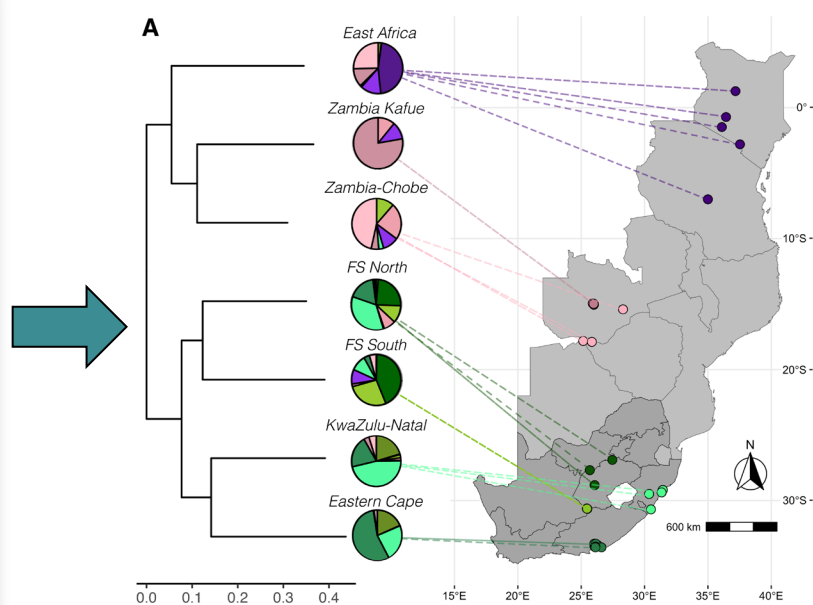 A
East Africa
Zambia Kafue
Zambia-Chobe
FS North
FS South
KwaZulu-Natal
Eastern Cape
0.0 0.1 0.2 0.3 0.4
0°
10°S
20°S
30°S
N
600 km
15°E 20°E 25°E 30°E 35°E 40°E